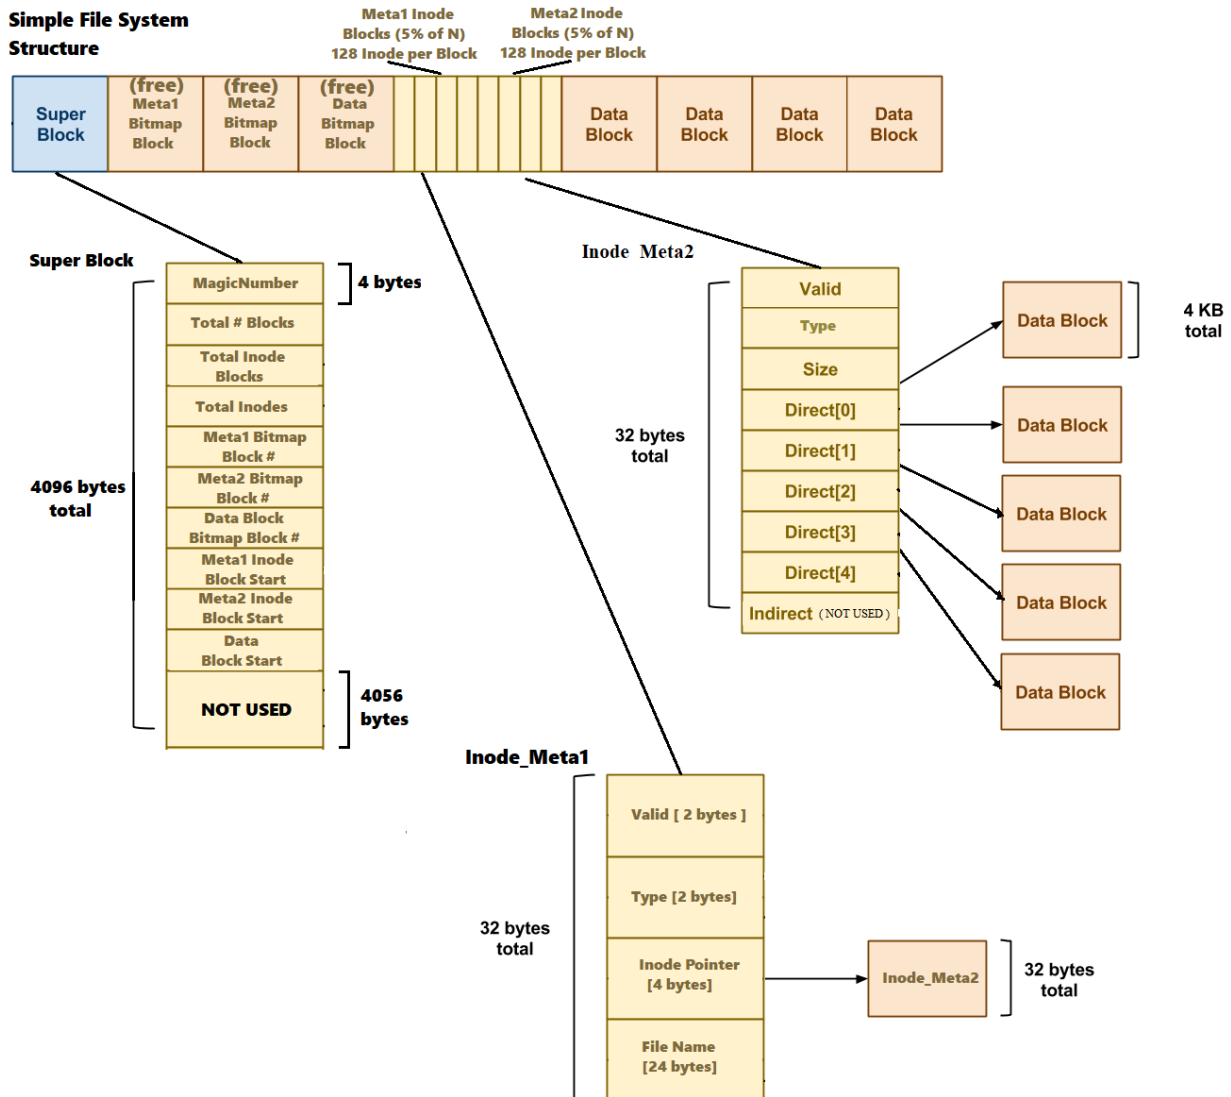 Simple File System
Structure
Meta1 Inode
Blocks (5% of N)
128 Inode per Block
Meta2 Inode
Blocks (5% of N)
128 Inode per Block
Super
Block
(free)
Meta1
Bitmap
Block
(free)
Meta2
Bitmap
Block
(free)
Data
Bitmap
Block
Data
Block
Data
Block
Data
Block
Data
Block
Super Block
MagicNumber
4 bytes
Total # Blocks
Total Inode
Blocks
Total Inodes
Meta1 Bitmap
Block #
Meta2 Bitmap
Block #
Data Block
Bitmap Block #
Meta1 Inode
Block Start
Meta2 Inode
Block Start
Data
Block Start
NOT USED
4096 bytes
total
4056
bytes
Inode Meta2
Valid
Type
Size
Direct[0]
Direct[1]
Direct[2]
Direct[3]
Direct[4]
Indirect ( NOT USED )
32 bytes
total
Data Block
4 KB
total
Data Block
Data Block
Data Block
Data Block
Inode_Meta1
Valid [ 2 bytes ]
Type [2 bytes]
Inode Pointer
[4 bytes]
File Name
[24 bytes]
32 bytes
total
Inode_Meta2
32 bytes
total